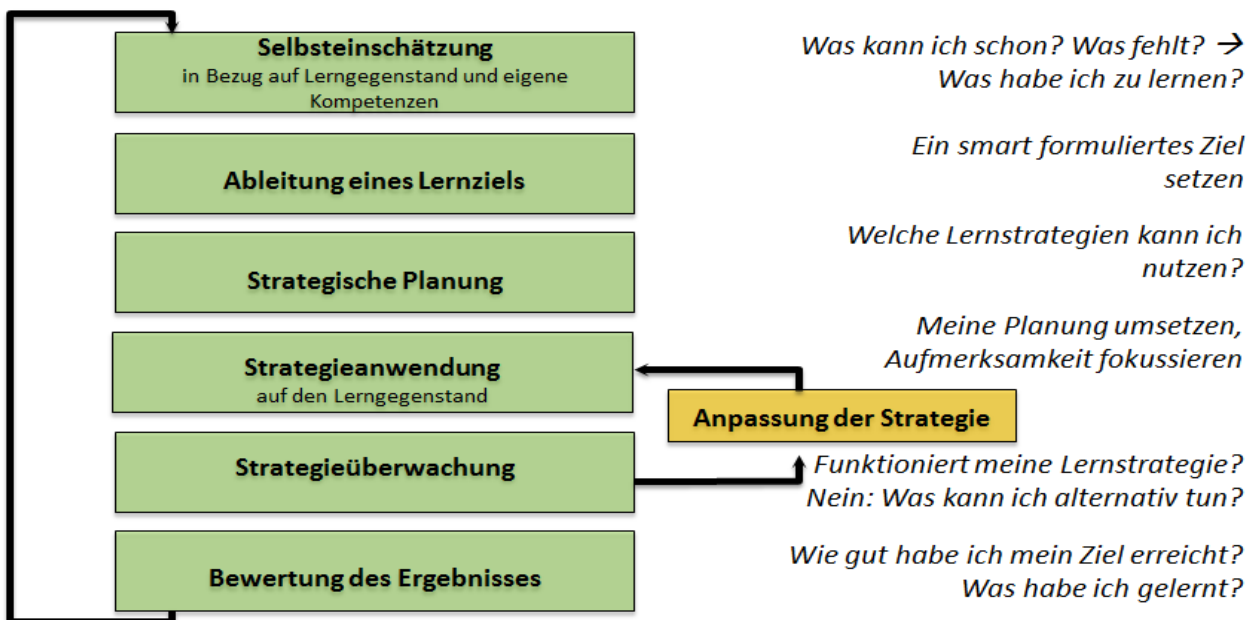 Selbsteinschätzung
in Bezug auf Lerngegenstand und eigene
Kompetenzen
Was kann ich schon? Was fehlt? →
Was habe ich zu lernen?
Ableitung eines Lernziels
Ein smart formuliertes Ziel
setzen
Strategische Planung
Welche Lernstrategien kann ich
nutzen?
Strategieanwendung
auf den Lerngegenstand
Meine Planung umsetzen,
Aufmerksamkeit fokussieren
Anpassung der Strategie
Strategieüberwachung
Funktioniert meine Lernstrategie?
Nein: Was kann ich alternativ tun?
Bewertung des Ergebnisses
Wie gut habe ich mein Ziel erreicht?
Was habe ich gelernt?